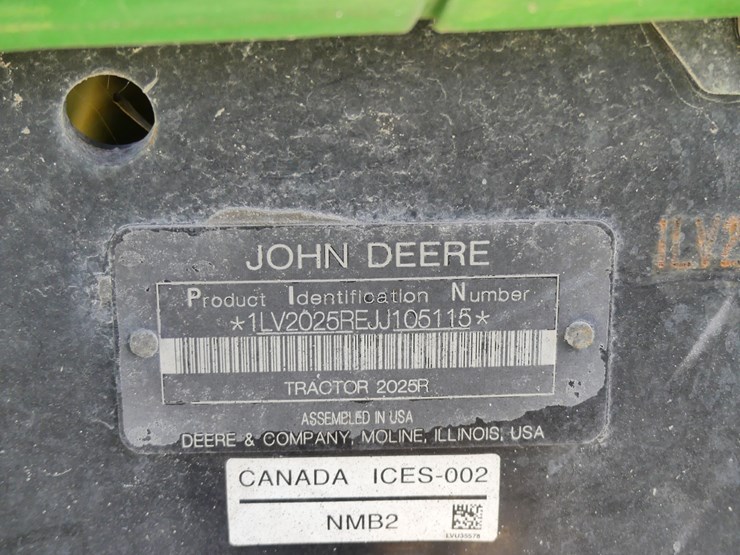 JOHN DEERE
Product Identification Number
*1LV2025REJJ105115*
TRACTOR 2025R
ASSEMBLED IN USA
DEERE & COMPANY, MOLINE, ILLINOIS, USA
1LV2
CANADA ICES-002
NMB2